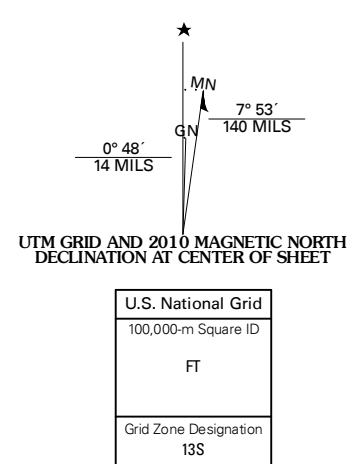 MN
7° 53´
140 MILS
GN
0° 48´
14 MILS
UTM GRID AND 2010 MAGNETIC NORTH
DECLINATION AT CENTER OF SHEET
U.S. National Grid
100,000-m Square ID
FT
Grid Zone Designation
13S